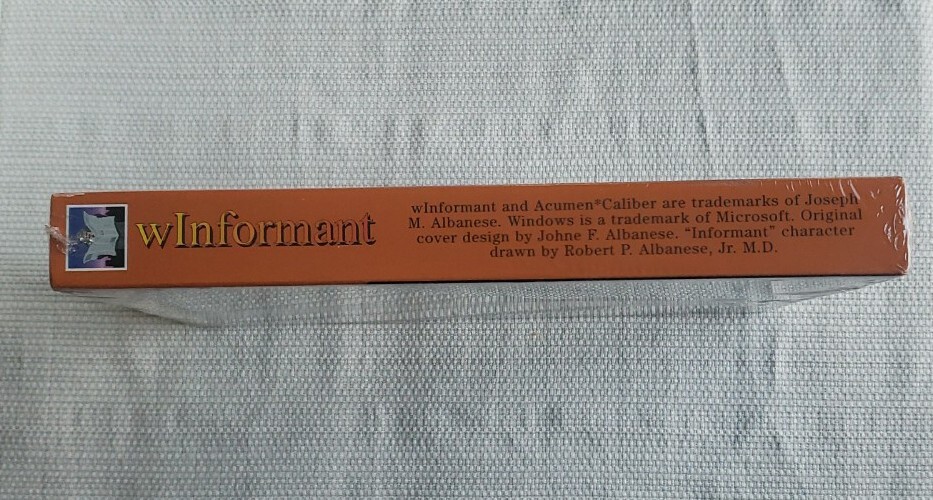 wInformant
wInformant and Acumen*Caliber are trademarks of Joseph
M. Albanese. Windows is a trademark of Microsoft. Original
cover design by Johne F. Albanese. “Informant” character
drawn by Robert P. Albanese, Jr. M.D.